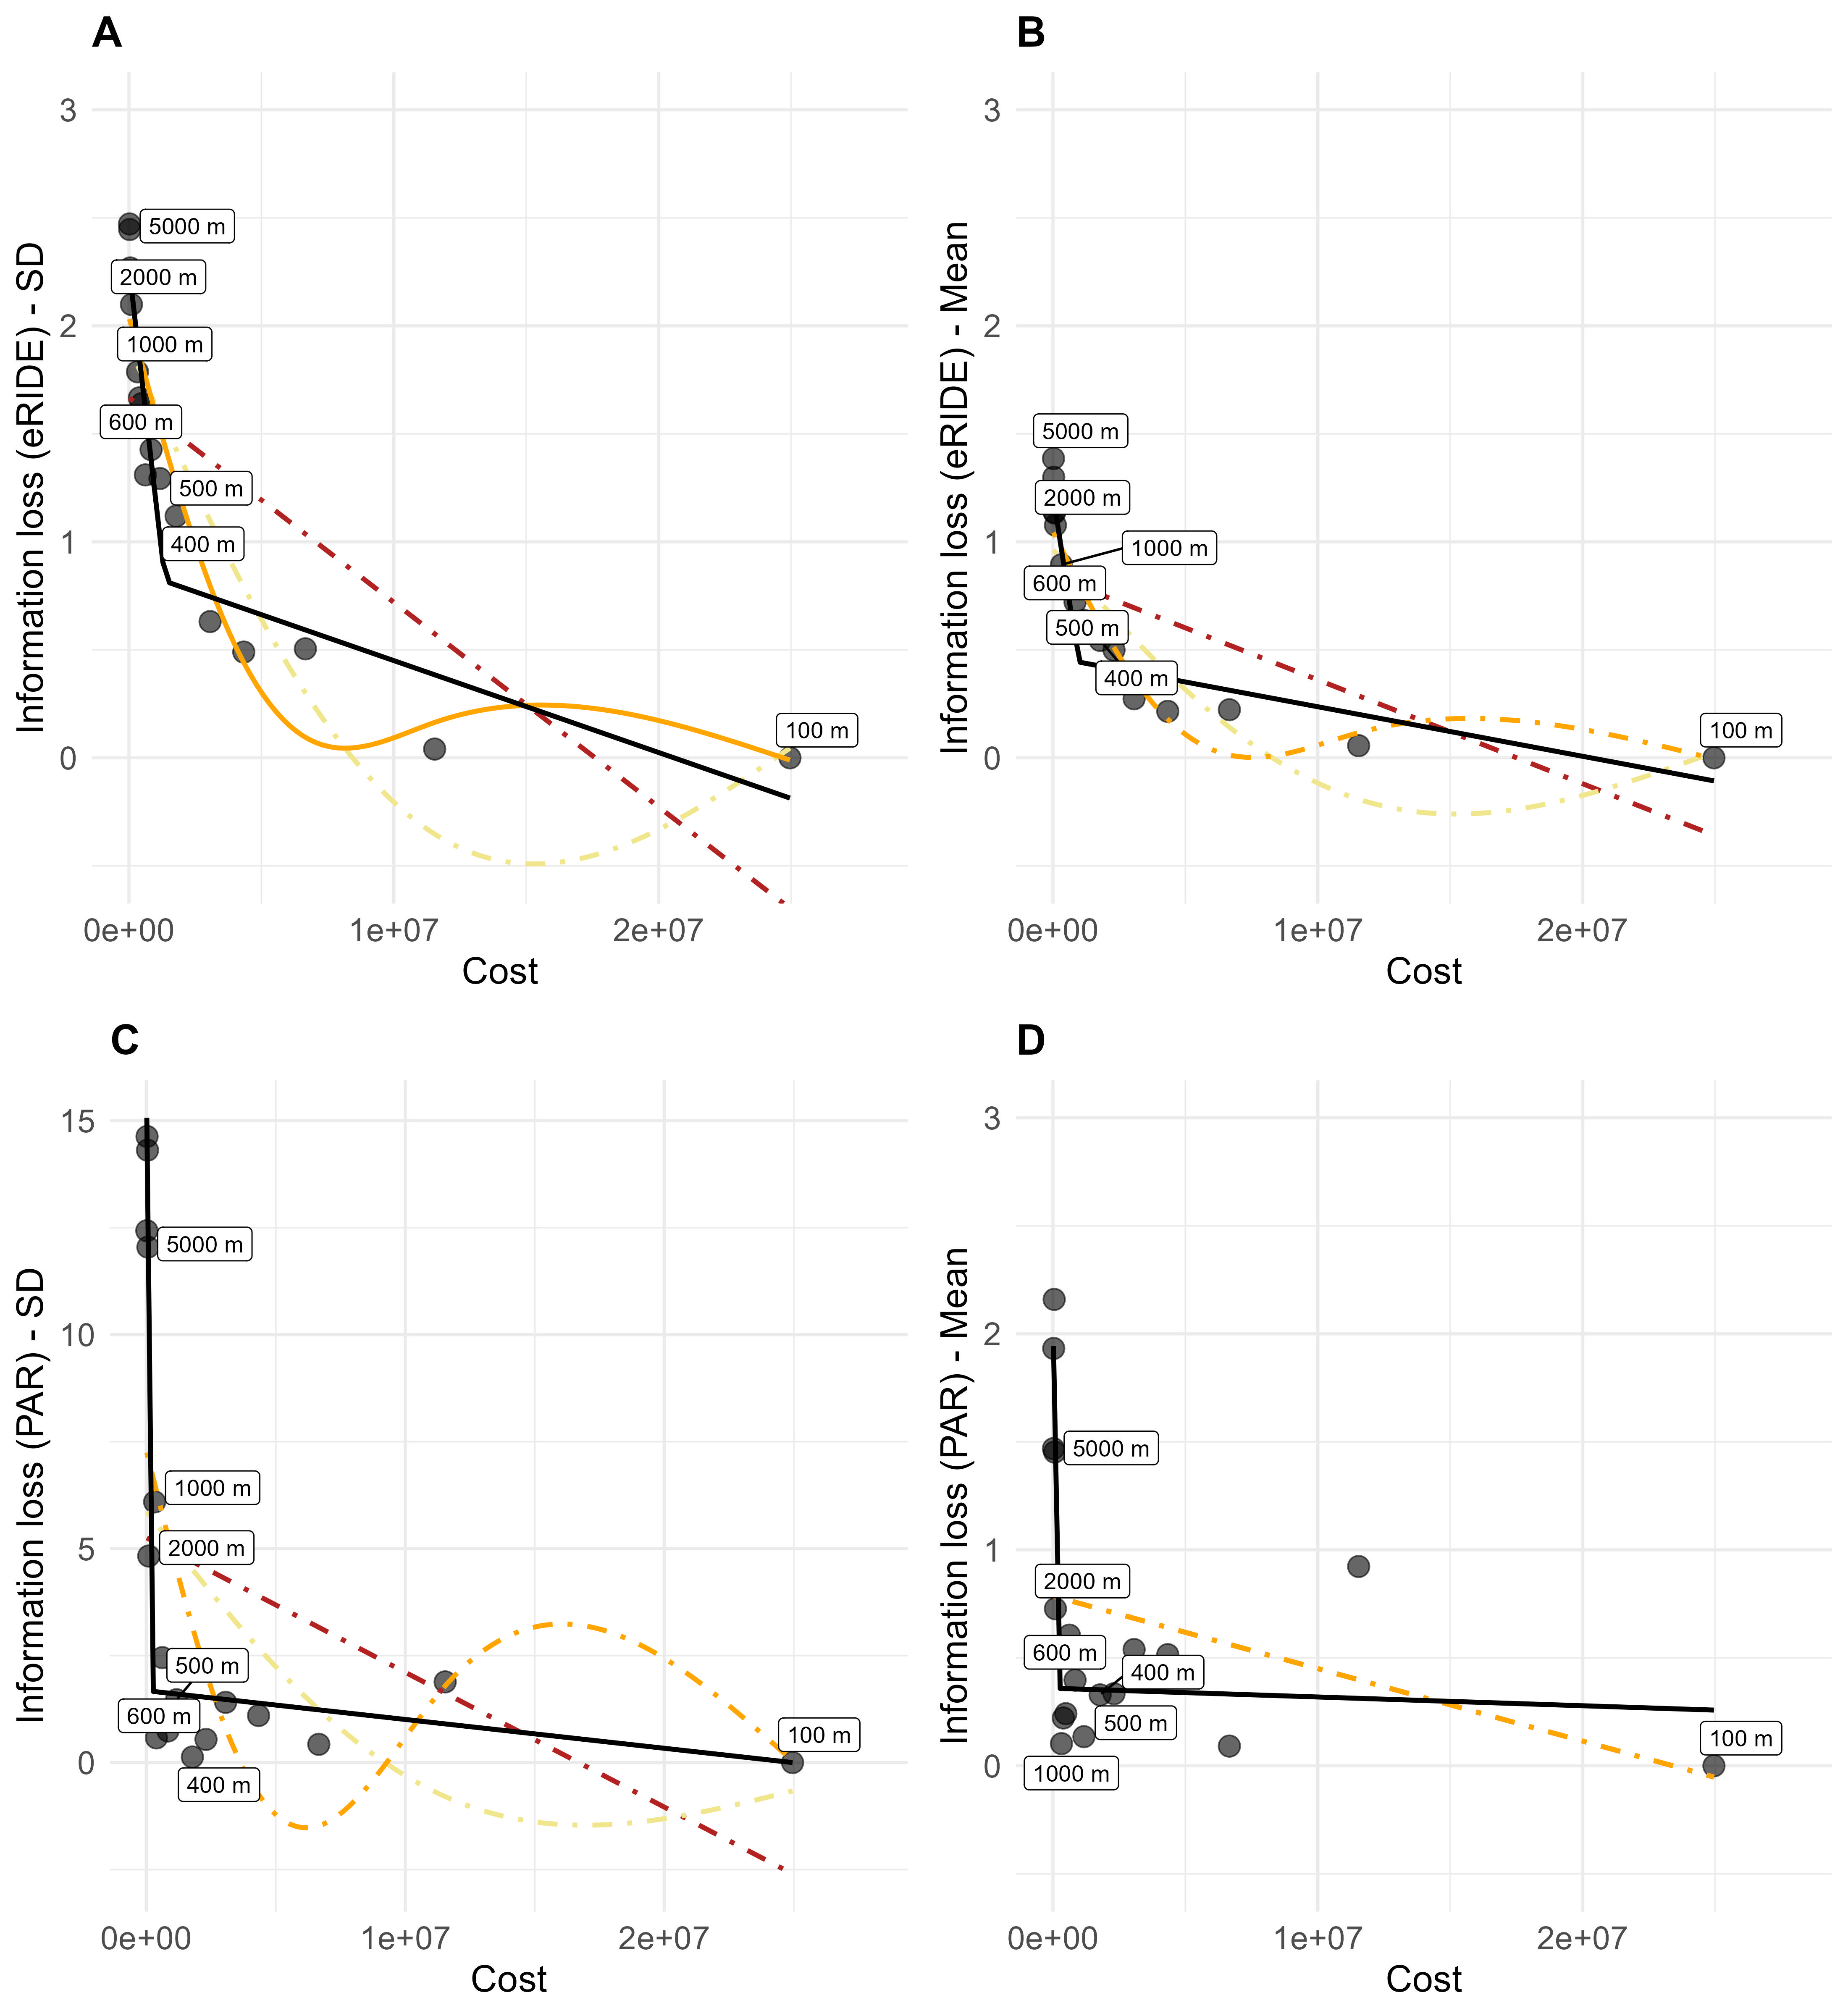 A
Information loss (eRIDE) - SD
3
2
1
0
5000 m
2000 m
1000 m
600 m
500 m
400 m
100 m
0e+00
1e+07
2e+07
Cost
B
Information loss (eRIDE) - Mean
3
2
1
0
5000 m
2000 m
1000 m
600 m
500 m
400 m
100 m
0e+00
1e+07
2e+07
Cost
C
Information loss (PAR) - SD
15
10
5
0
5000 m
1000 m
2000 m
500 m
600 m
400 m
100 m
0e+00
1e+07
2e+07
Cost
D
Information loss (PAR) - Mean
3
2
1
0
5000 m
2000 m
600 m
400 m
500 m
1000 m
100 m
0e+00
1e+07
2e+07
Cost